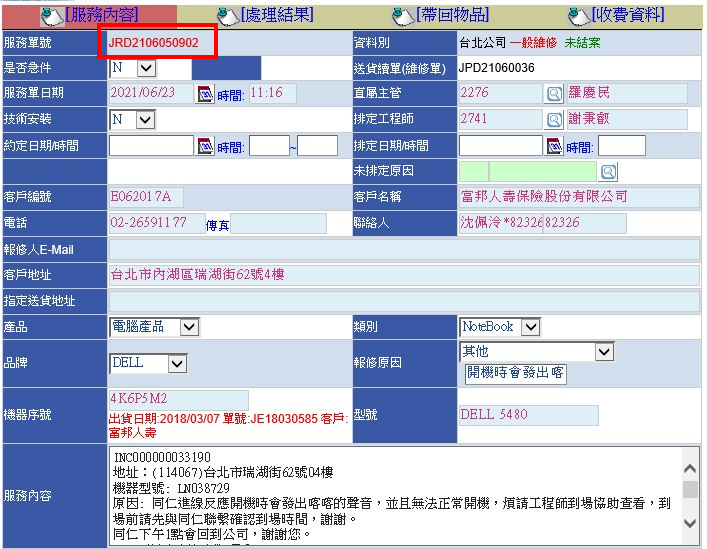 [服務內容] [處理結果] [帶回物品] [收費資料]
服務單號 JRD2106050902 資料別 台北公司 一般維修 未結案
是否急件 N 送貨續單(維修單) JPD21060036
服務單日期 2021/06/23 時間: 11:16 直屬主管 2276 羅慶民
技術安裝 N 排定工程師 2741 謝秉叡
約定日期/時間 時間: ~ 排定日期/時間 時間:
未排定原因
客戶編號 E062017A 客戶名稱 富邦人壽保險股份有限公司
電話 02-26591177 傳真 聯絡人 沈佩泠*82326 82326
報修人E-Mail
客戶地址 台北市內湖區瑞湖街62號4樓
指定送貨地址
產品 電腦產品 類別 NoteBook
品牌 DELL 報修原因 其他
開機時會發出喀
機器序號 4K6P5M2 型號 DELL 5480
出貨日期:2018/03/07 單號:JE18030585 客戶:
富邦人壽
服務內容
INC000000033190
地址：(114067)台北市瑞湖街62號04樓
機器型號: LN038729
原因: 同仁進線反應開機時會發出喀喀的聲音，並且無法正常開機，煩請工程師到場協助查看，到
場前請先與同仁聯繫確認到場時間，謝謝。
同仁下午1點會回到公司，謝謝您。